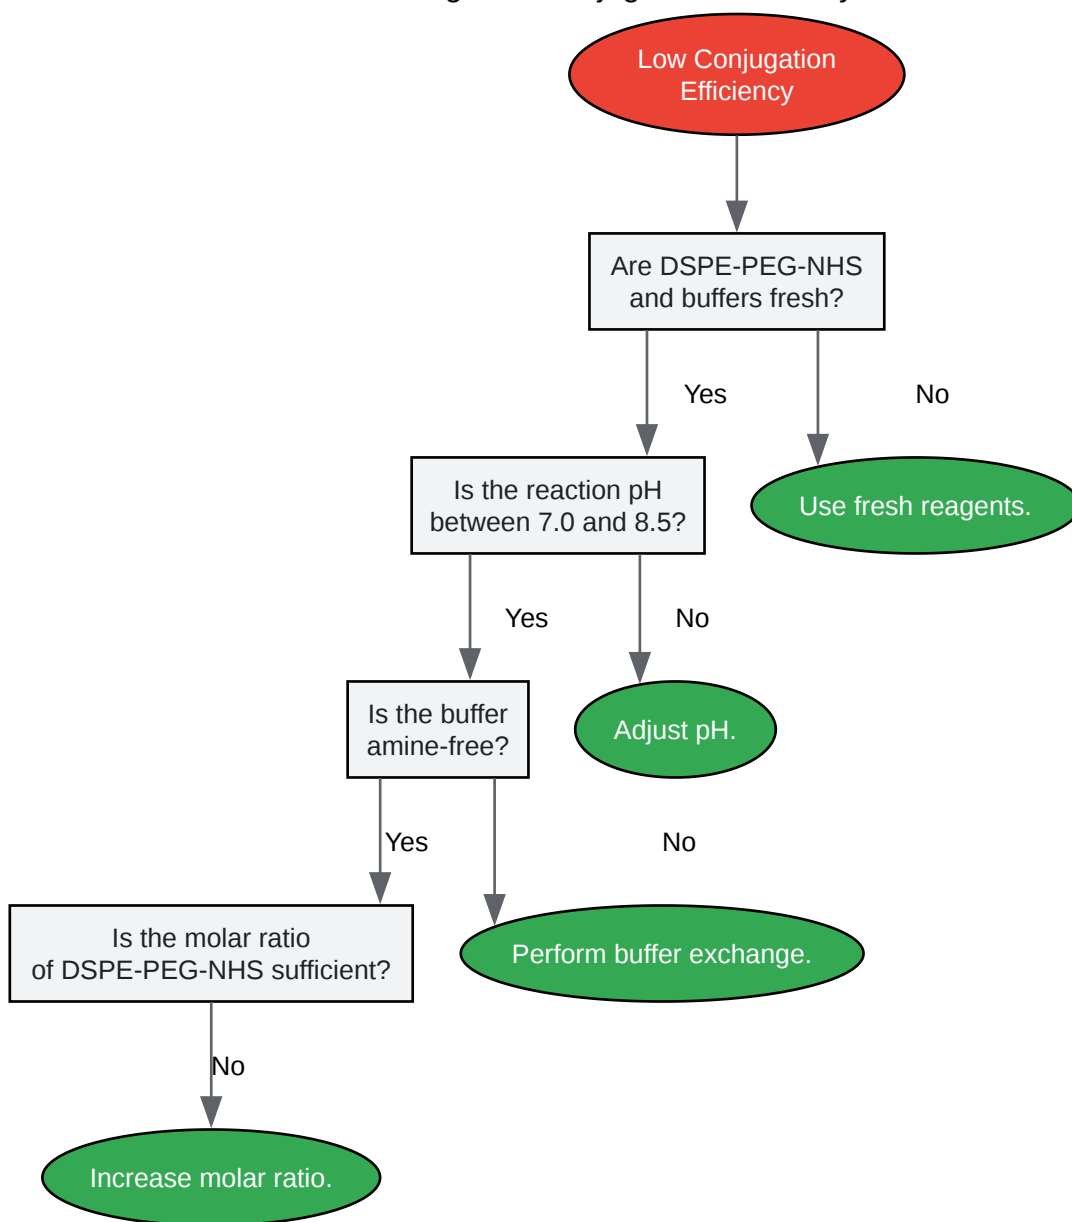 Low Conjugation
Efficiency
Are DSPE-PEG-NHS
and buffers fresh?
Yes
No
Is the reaction pH
between 7.0 and 8.5?
Use fresh reagents.
Yes
No
Is the buffer
amine-free?
Adjust pH.
Yes
No
Is the molar ratio
of DSPE-PEG-NHS sufficient?
Perform buffer exchange.
No
Increase molar ratio.